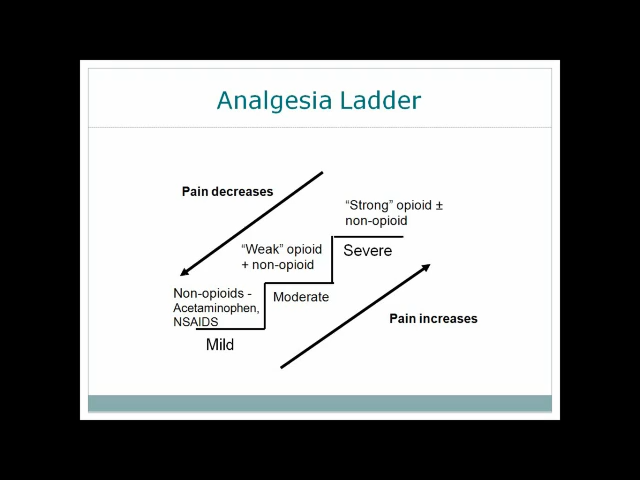 Analgesia Ladder
Pain decreases
“Strong” opioid ±
non-opioid
“Weak” opioid
+ non-opioid
Severe
Non-opioids -
Acetaminophen,
NSAIDS
Moderate
Pain increases
Mild